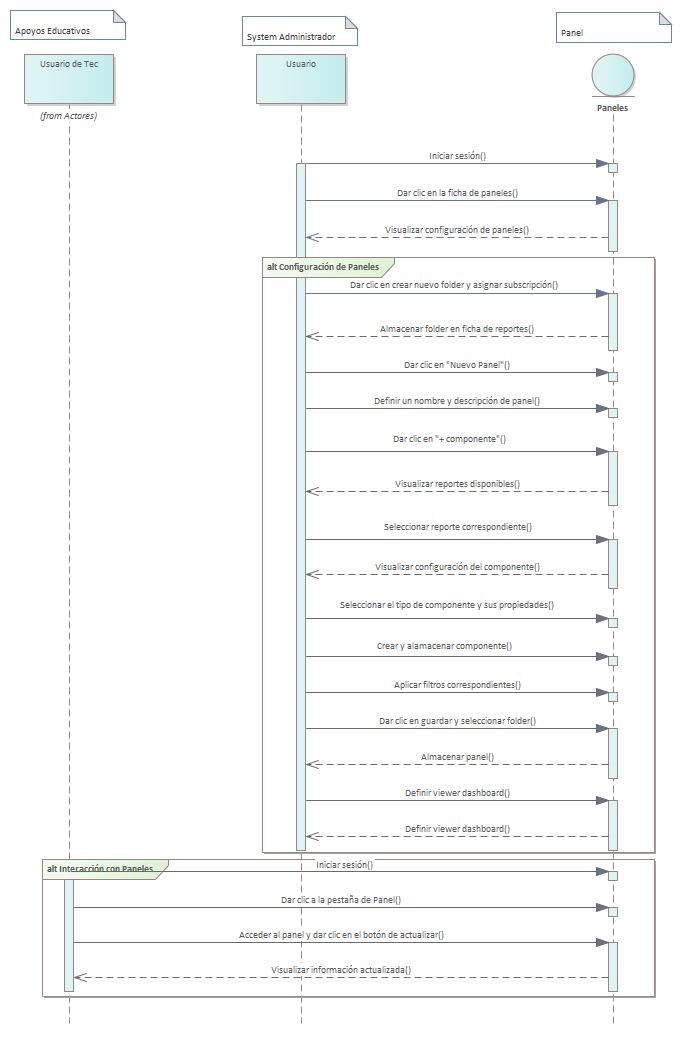 Apoyos Educativos
System Administrador
Panel
Usuario de Tec
Usuario
(from Actores)
Paneles
Iniciar sesión()
Dar clic en la ficha de paneles()
Visualizar configuración de paneles()
alt Configuración de Paneles
Dar clic en crear nuevo folder y asignar subscripción()
Almacenar folder en ficha de reportes()
Dar clic en "Nuevo Panel"()
Definir un nombre y descripción de panel()
Dar clic en "+ componente"()
Visualizar reportes disponibles()
Seleccionar reporte correspondiente()
Visualizar configuración del componente()
Seleccionar el tipo de componente y sus propiedades()
Crear y alamacenar componente()
Aplicar filtros correspondientes()
Dar clic en guardar y seleccionar folder()
Almacenar panel()
Definir viewer dashboard()
Definir viewer dashboard()
alt Interacción con Paneles
Iniciar sesión()
Dar clic a la pestaña de Panel()
Acceder al panel y dar clic en el botón de actualizar()
Visualizar información actualizada()